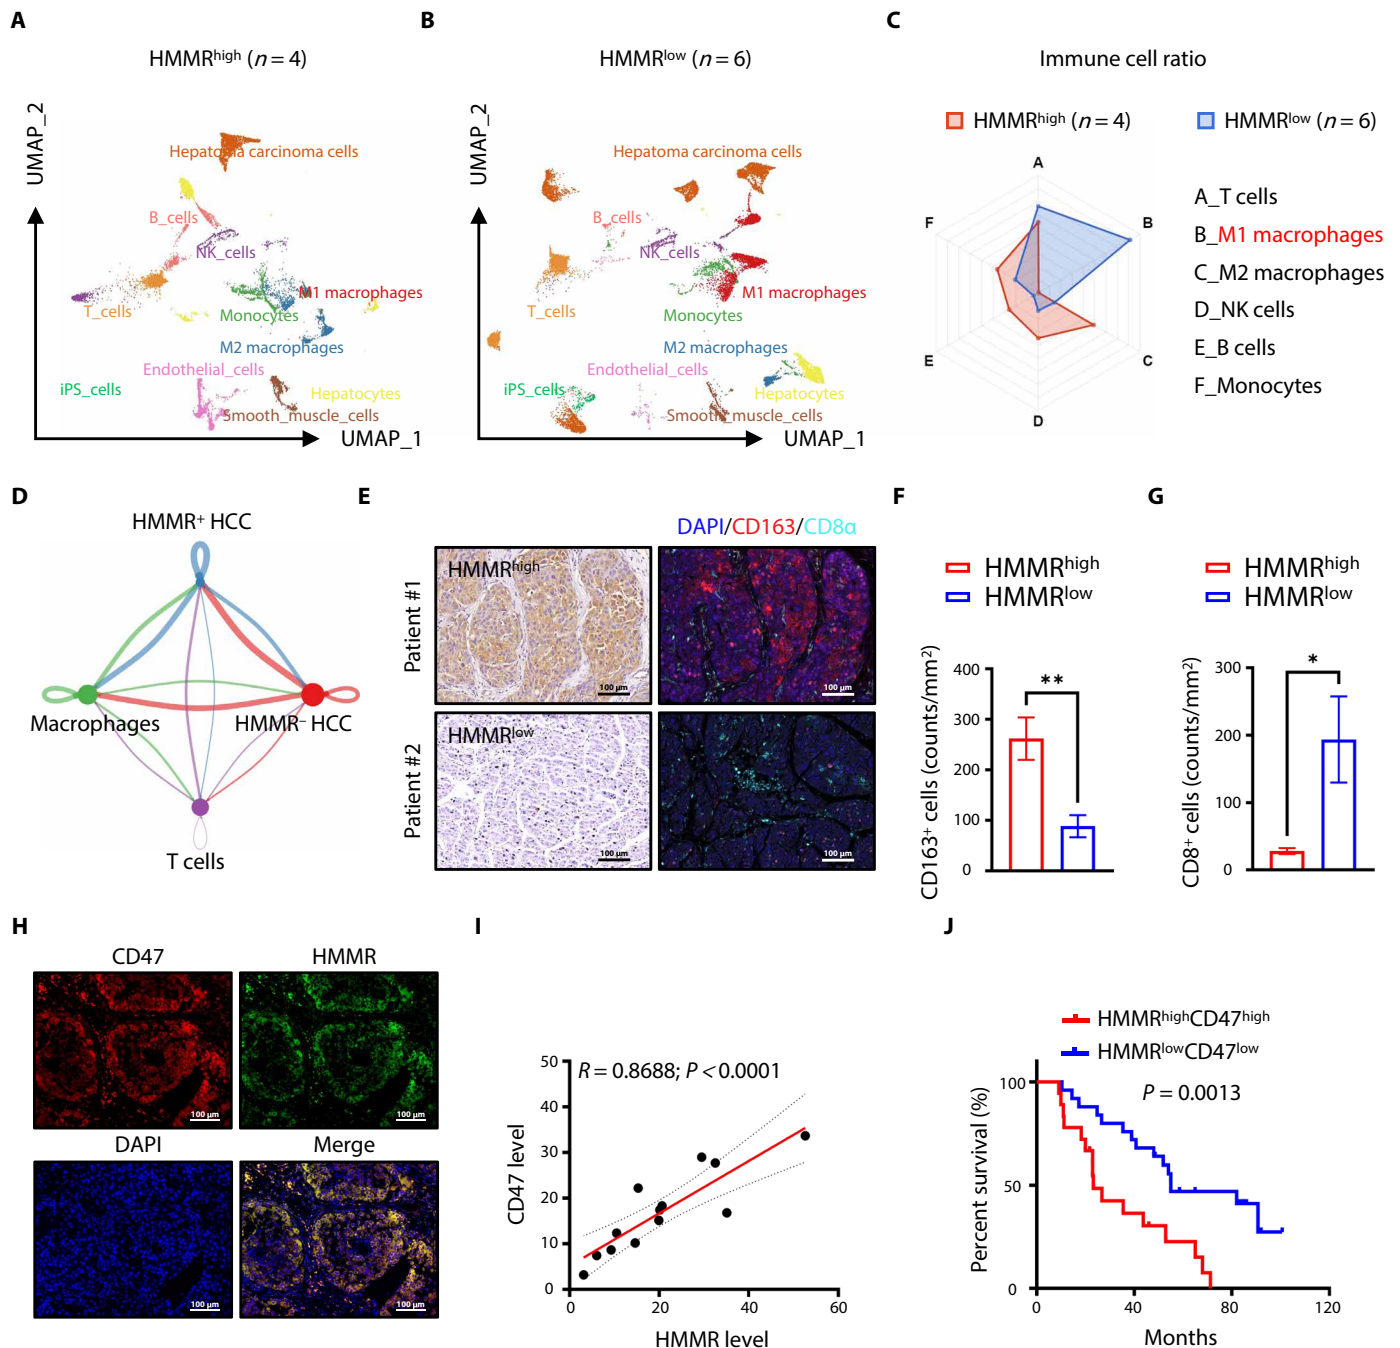 A
HMMRhigh (n = 4)
UMAP_2
Hepatoma carcinoma cells
B_cells
NK_cells
M1 macrophages
T_cells
Monocytes
M2 macrophages
Endothelial_cells
iPS_cells
Hepatocytes
Smooth_muscle_cells
UMAP_1
B
HMMRlow (n = 6)
UMAP_2
Hepatoma carcinoma cells
B_cells
NK_cells
M1 macrophages
T_cells
Monocytes
M2 macrophages
Endothelial_cells
iPS_cells
Hepatocytes
Smooth_muscle_cells
UMAP_1
C
Immune cell ratio
HMMRhigh (n = 4)
HMMRlow (n = 6)
A
B
C
D
E
F
A_T cells
B_M1 macrophages
C_M2 macrophages
D_NK cells
E_B cells
F_Monocytes
D
HMMR+ HCC
Macrophages
HMMR− HCC
T cells
E
DAPI/CD163/CD8α
Patient #1
HMMRhigh
100 μm
100 μm
Patient #2
HMMRlow
100 μm
100 μm
F
HMMRhigh
HMMRlow
CD163+ cells (counts/mm2)
400
300
200
100
0
**
G
HMMRhigh
HMMRlow
CD8+ cells (counts/mm2)
300
200
100
0
*
H
CD47
HMMR
100 μm
100 μm
DAPI
Merge
100 μm
100 μm
I
R = 0.8688; P < 0.0001
CD47 level
50
40
30
20
10
0
0
20
40
60
HMMR level
J
HMMRhighCD47high
HMMRlowCD47low
P = 0.0013
Percent survival (%)
100
50
0
0
40
80
120
Months